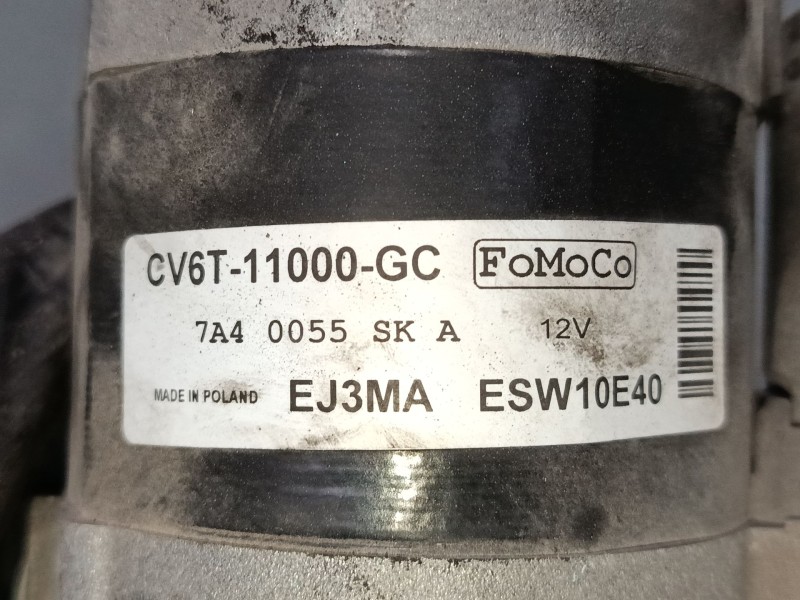 CV6T-11000-GC FoMoCo
7A4 0055 SK A 12V
MADE IN POLAND EJ3MA ESW10E40